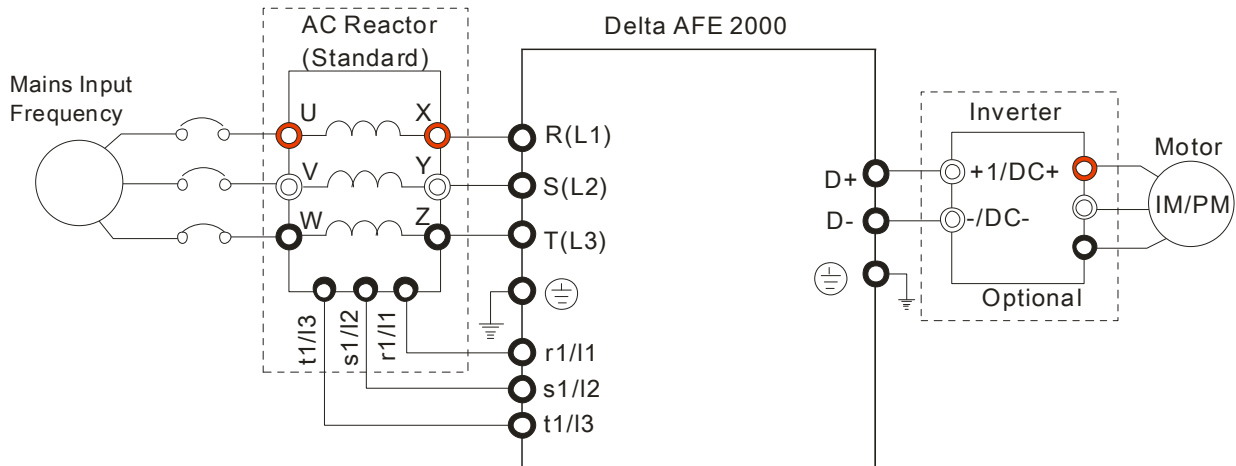 AC Reactor
(Standard)
Delta AFE 2000
Mains Input
Frequency
U
X
R(L1)
V
Y
S(L2)
W
Z
T(L3)
t1/l3
s1/l2
r1/l1
r1/l1
s1/l2
t1/l3
D+
D-
Inverter
+1/DC+
-/DC-
Optional
Motor
IM/PM